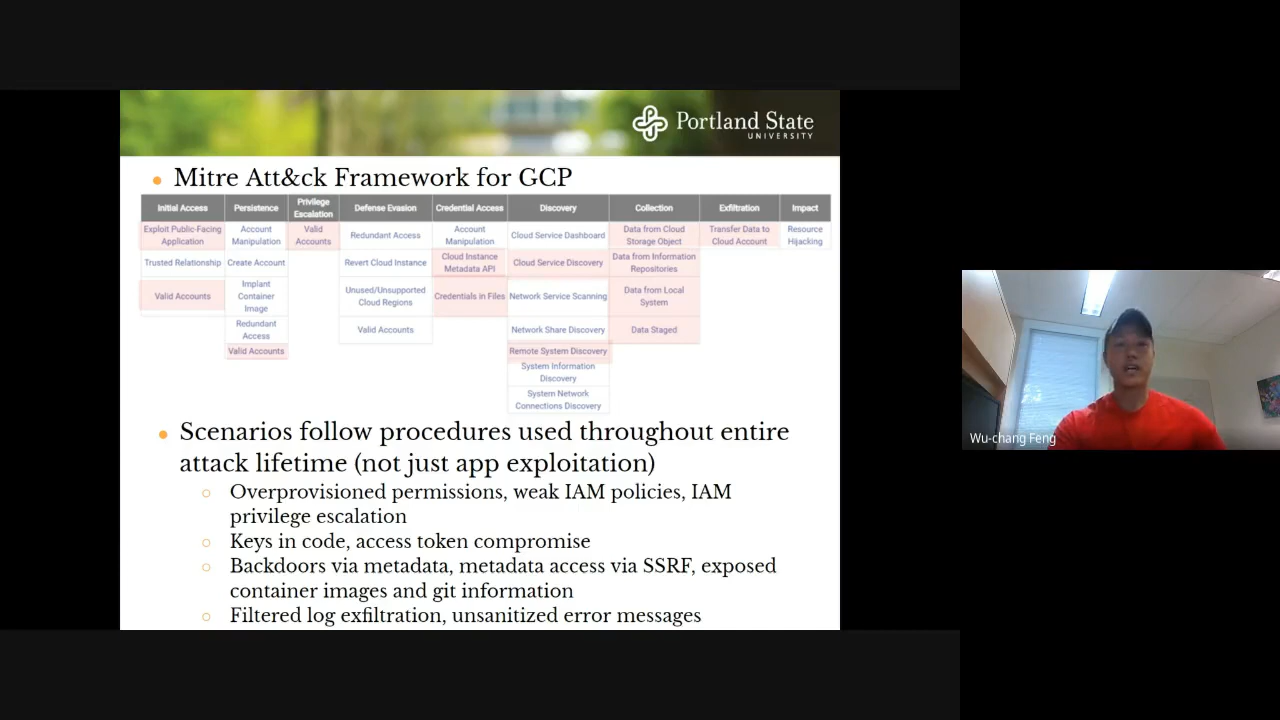 Portland State
UNIVERSITY
Mitre Att&ck Framework for GCP
Initial Access
Persistence
Privilege
Escalation
Defense Evasion
Credential Access
Discovery
Collection
Exfiltration
Impact
Exploit Public-Facing
Application
Account
Manipulation
Valid
Accounts
Redundant Access
Account
Manipulation
Cloud Service Dashboard
Data from Cloud
Storage Object
Transfer Data to
Cloud Account
Resource
Hijacking
Trusted Relationship
Create Account
Revert Cloud Instance
Cloud Instance
Metadata API
Cloud Service Discovery
Data from Information
Repositories
Valid Accounts
Implant
Container
Image
Unused/Unsupported
Cloud Regions
Credentials in Files
Network Service Scanning
Data from Local
System
Redundant
Access
Valid Accounts
Network Share Discovery
Data Staged
Valid Accounts
Remote System Discovery
System Information
Discovery
System Network
Connections Discovery
Scenarios follow procedures used throughout entire
attack lifetime (not just app exploitation)
Overprovisioned permissions, weak IAM policies, IAM
privilege escalation
Keys in code, access token compromise
Backdoors via metadata, metadata access via SSRF, exposed
container images and git information
Filtered log exfiltration, unsanitized error messages
Wu-chang Feng